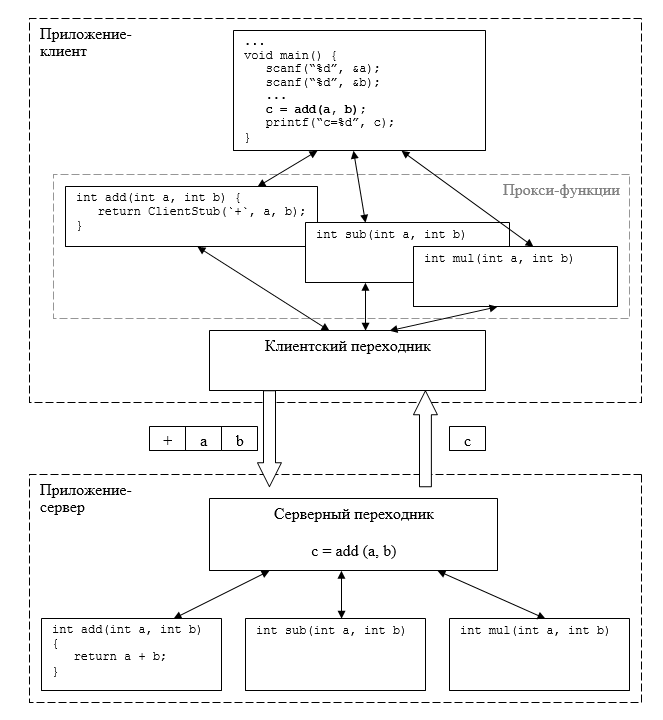 Приложение-
клиент
...
void main() {
scanf(“%d”, &a);
scanf(“%d”, &b);
...
c = add(a, b);
printf(“c=%d”, c);
}
Прокси-функции
int add(int a, int b) {
return ClientStub(`+`, a, b);
}
int sub(int a, int b)
int mul(int a, int b)
Клиентский переходник
+ a b
c
Приложение-
сервер
Серверный переходник
c = add (a, b)
int add(int a, int b)
{
return a + b;
}
int sub(int a, int b)
int mul(int a, int b)